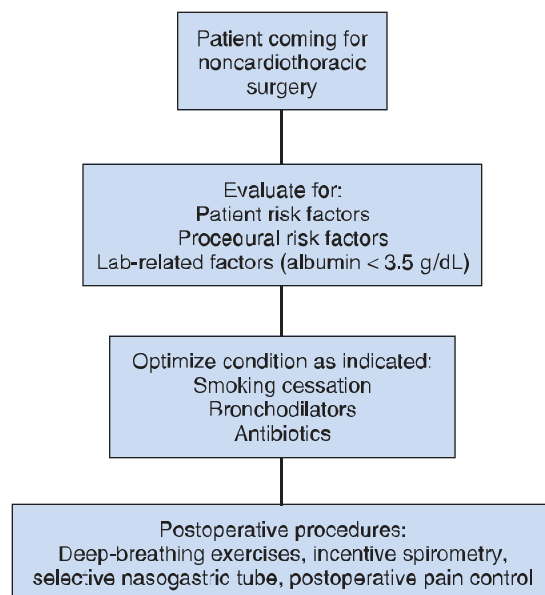 Patient coming for
noncardiothoracic
surgery
Evaluate for:
Patient risk factors
Proceoural risk factors
Lab-related factors (albumin < 3.5 g/dL)
Optimize condition as indicated:
Smoking cessation
Bronchodilators
Antibiotics
Postoperative procedures:
Deep-breathing exercises, incentive spirometry,
selective nasogastric tube, postoperative pain control